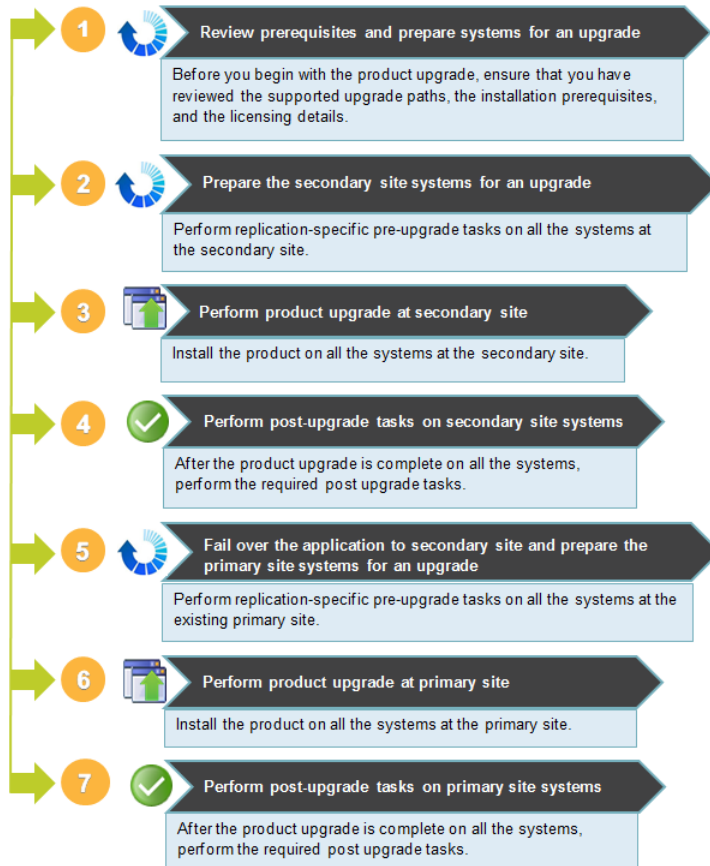 1
Review prerequisites and prepare systems for an upgrade
Before you begin with the product upgrade, ensure that you have
reviewed the supported upgrade paths, the installation prerequisites,
and the licensing details.
2
Prepare the secondary site systems for an upgrade
Perform replication-specific pre-upgrade tasks on all the systems at
the secondary site.
3
Perform product upgrade at secondary site
Install the product on all the systems at the secondary site.
4
Perform post-upgrade tasks on secondary site systems
After the product upgrade is complete on all the systems,
perform the required post upgrade tasks.
5
Fail over the application to secondary site and prepare the
primary site systems for an upgrade
Perform replication-specific pre-upgrade tasks on all the systems at the
existing primary site.
6
Perform product upgrade at primary site
Install the product on all the systems at the primary site.
7
Perform post-upgrade tasks on primary site systems
After the product upgrade is complete on all the systems,
perform the required post upgrade tasks.